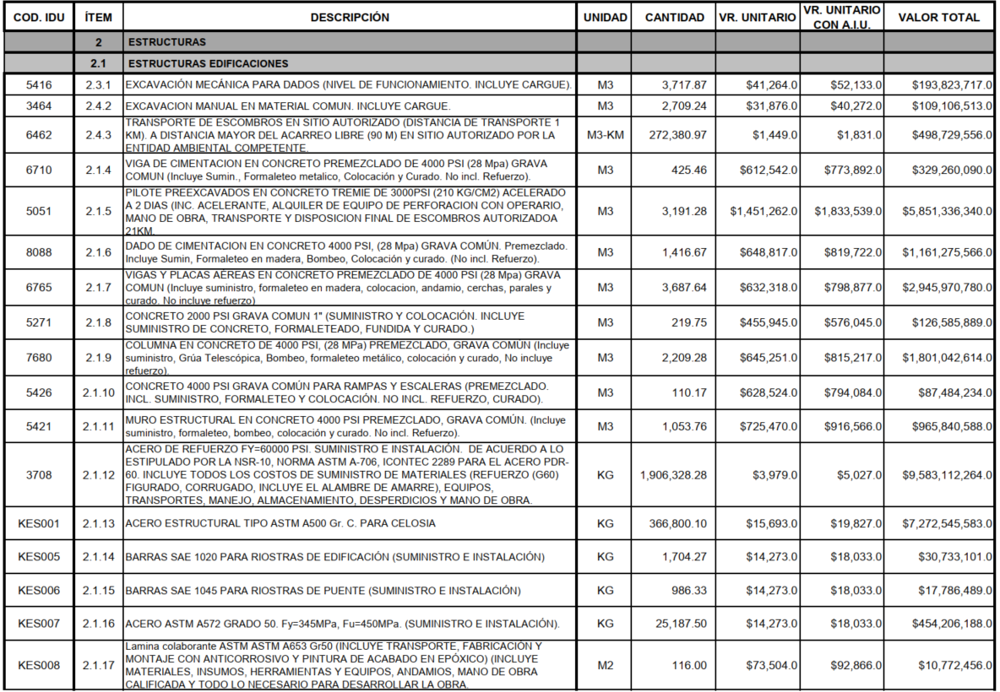 COD. IDU ÍTEM DESCRIPCIÓN UNIDAD CANTIDAD VR. UNITARIO VR. UNITARIO CON A.I.U. VALOR TOTAL
2 ESTRUCTURAS
2.1 ESTRUCTURAS EDIFICACIONES
5416 2.3.1 EXCAVACIÓN MECÁNICA PARA DADOS (NIVEL DE FUNCIONAMIENTO. INCLUYE CARGUE). M3 3,717.87 $41,264.0 $52,133.0 $193,823,717.0
3464 2.4.2 EXCAVACION MANUAL EN MATERIAL COMUN. INCLUYE CARGUE. M3 2,709.24 $31,876.0 $40,272.0 $109,106,513.0
TRANSPORTE DE ESCOMBROS EN SITIO AUTORIZADO (DISTANCIA DE TRANSPORTE 1
6462 2.4.3 KM). A DISTANCIA MAYOR DEL ACARREO LIBRE (90 M) EN SITIO AUTORIZADO POR LA M3-KM 272,380.97 $1,449.0 $1,831.0 $498,729,556.0
ENTIDAD AMBIENTAL COMPETENTE.
6710 2.1.4 VIGA DE CIMENTACION EN CONCRETO PREMEZCLADO DE 4000 PSI (28 Mpa) GRAVA M3 425.46 $612,542.0 $773,892.0 $329,260,090.0
COMUN (Incluye Sumin., Formaleteo metalico, Colocación y Curado. No incl. Refuerzo).
PILOTE PREEXCAVADOS EN CONCRETO TREMIE DE 3000PSI (210 KG/CM2) ACELERADO
5051 2.1.5 A 2 DIAS (INC. ACELERANTE, ALQUILER DE EQUIPO DE PERFORACION CON OPERARIO, M3 3,191.28 $1,451,262.0 $1,833,539.0 $5,851,336,340.0
MANO DE OBRA, TRANSPORTE Y DISPOSICION FINAL DE ESCOMBROS AUTORIZADOA
21KM.
8088 2.1.6 DADO DE CIMENTACION EN CONCRETO 4000 PSI, (28 Mpa) GRAVA COMÚN. Premezclado. M3 1,416.67 $648,817.0 $819,722.0 $1,161,275,566.0
Incluye Sumin, Formaleteo en madera, Bombeo, Colocación y curado. (No incl. Refuerzo).
VIGAS Y PLACAS AÉREAS EN CONCRETO PREMEZCLADO DE 4000 PSI (28 Mpa) GRAVA
6765 2.1.7 COMUN (Incluye suministro, formaleteo en madera, colocacion, andamio, cerchas, parales y M3 3,687.64 $632,318.0 $798,877.0 $2,945,970,780.0
curado. No incluye refuerzo)
5271 2.1.8 CONCRETO 2000 PSI GRAVA COMUN 1" (SUMINISTRO Y COLOCACIÓN. INCLUYE M3 219.75 $455,945.0 $576,045.0 $126,585,889.0
SUMINISTRO DE CONCRETO, FORMALETEADO, FUNDIDA Y CURADO.)
COLUMNA EN CONCRETO DE 4000 PSI, (28 MPa) PREMEZCLADO, GRAVA COMÚN (Incluye
7680 2.1.9 suministro, Grúa Telescópica, Bombeo, formaleteo metálico, colocación y curado, No incluye M3 2,209.28 $645,251.0 $815,217.0 $1,801,042,614.0
refuerzo).
5426 2.1.10 CONCRETO 4000 PSI GRAVA COMÚN PARA RAMPAS Y ESCALERAS (PREMEZCLADO. M3 110.17 $628,524.0 $794,084.0 $87,484,234.0
INCL. SUMINISTRO, FORMALETEO Y COLOCACIÓN. NO INCL. REFUERZO, CURADO).
5421 2.1.11 MURO ESTRUCTURAL EN CONCRETO 4000 PSI PREMEZCLADO, GRAVA COMÚN. (Incluye M3 1,053.76 $725,470.0 $916,566.0 $965,840,588.0
suministro, formaleteo, bombeo, colocación y curado. No incl. Refuerzo).
ACERO DE REFUERZO FY=60000 PSI. SUMINISTRO E INSTALACIÓN. DE ACUERDO A LO
ESTIPULADO POR LA NSR-10, NORMA ASTM A-706, ICONTEC 2289 PARA EL ACERO PDR-
3708 2.1.12 60. INCLUYE TODOS LOS COSTOS DE SUMINISTRO DE MATERIALES (REFUERZO (G60) KG 1,906,328.28 $3,979.0 $5,027.0 $9,583,112,264.0
FIGURADO, CORRUGADO, INCLUYE EL ALAMBRE DE AMARRE), EQUIPOS,
TRANSPORTES, MANEJO, ALMACENAMIENTO, DESPERDICIOS Y MANO DE OBRA.
KES001 2.1.13 ACERO ESTRUCTURAL TIPO ASTM A500 Gr. C. PARA CELOSIA KG 366,800.10 $15,693.0 $19,827.0 $7,272,545,583.0
KES005 2.1.14 BARRAS SAE 1020 PARA RIOSTRAS DE EDIFICACIÓN (SUMINISTRO E INSTALACIÓN) KG 1,704.27 $14,273.0 $18,033.0 $30,733,101.0
KES006 2.1.15 BARRAS SAE 1045 PARA RIOSTRAS DE PUENTE (SUMINISTRO E INSTALACIÓN) KG 986.33 $14,273.0 $18,033.0 $17,786,489.0
KES007 2.1.16 ACERO ASTM A572 GRADO 50. Fy=345MPa, Fu=450MPa. (SUMINISTRO E INSTALACIÓN). KG 25,187.50 $14,273.0 $18,033.0 $454,206,188.0
Lamina colaborante ASTM ASTM A653 Gr50 (INCLUYE TRANSPORTE, FABRICACIÓN Y
KES008 2.1.17 MONTAJE CON ANTICORROSIVO Y PINTURA DE ACABADO EN EPÓXICO) (INCLUYE M2 116.00 $73,504.0 $92,866.0 $10,772,456.0
MATERIALES, INSUMOS, HERRAMIENTAS Y EQUIPOS, ANDAMIOS, MANO DE OBRA
CALIFICADA Y TODO LO NECESARIO PARA DESARROLLAR LA OBRA.